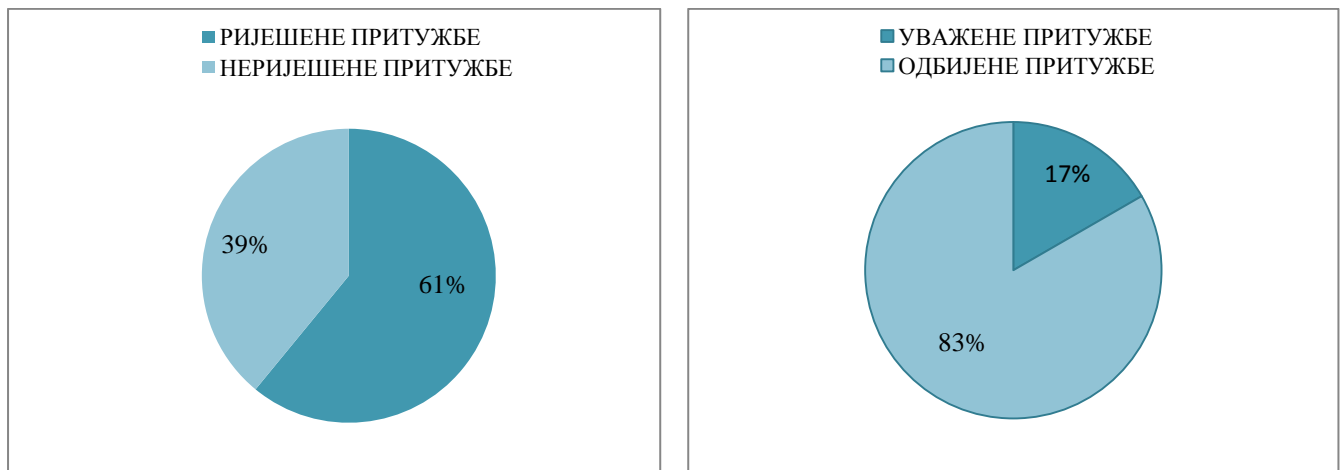 РИЈЕШЕНЕ ПРИТУЖБЕ
НЕРИЈЕШЕНЕ ПРИТУЖБЕ
39%
61%
УВАЖЕНЕ ПРИТУЖБЕ
ОДБИЈЕНЕ ПРИТУЖБЕ
17%
83%